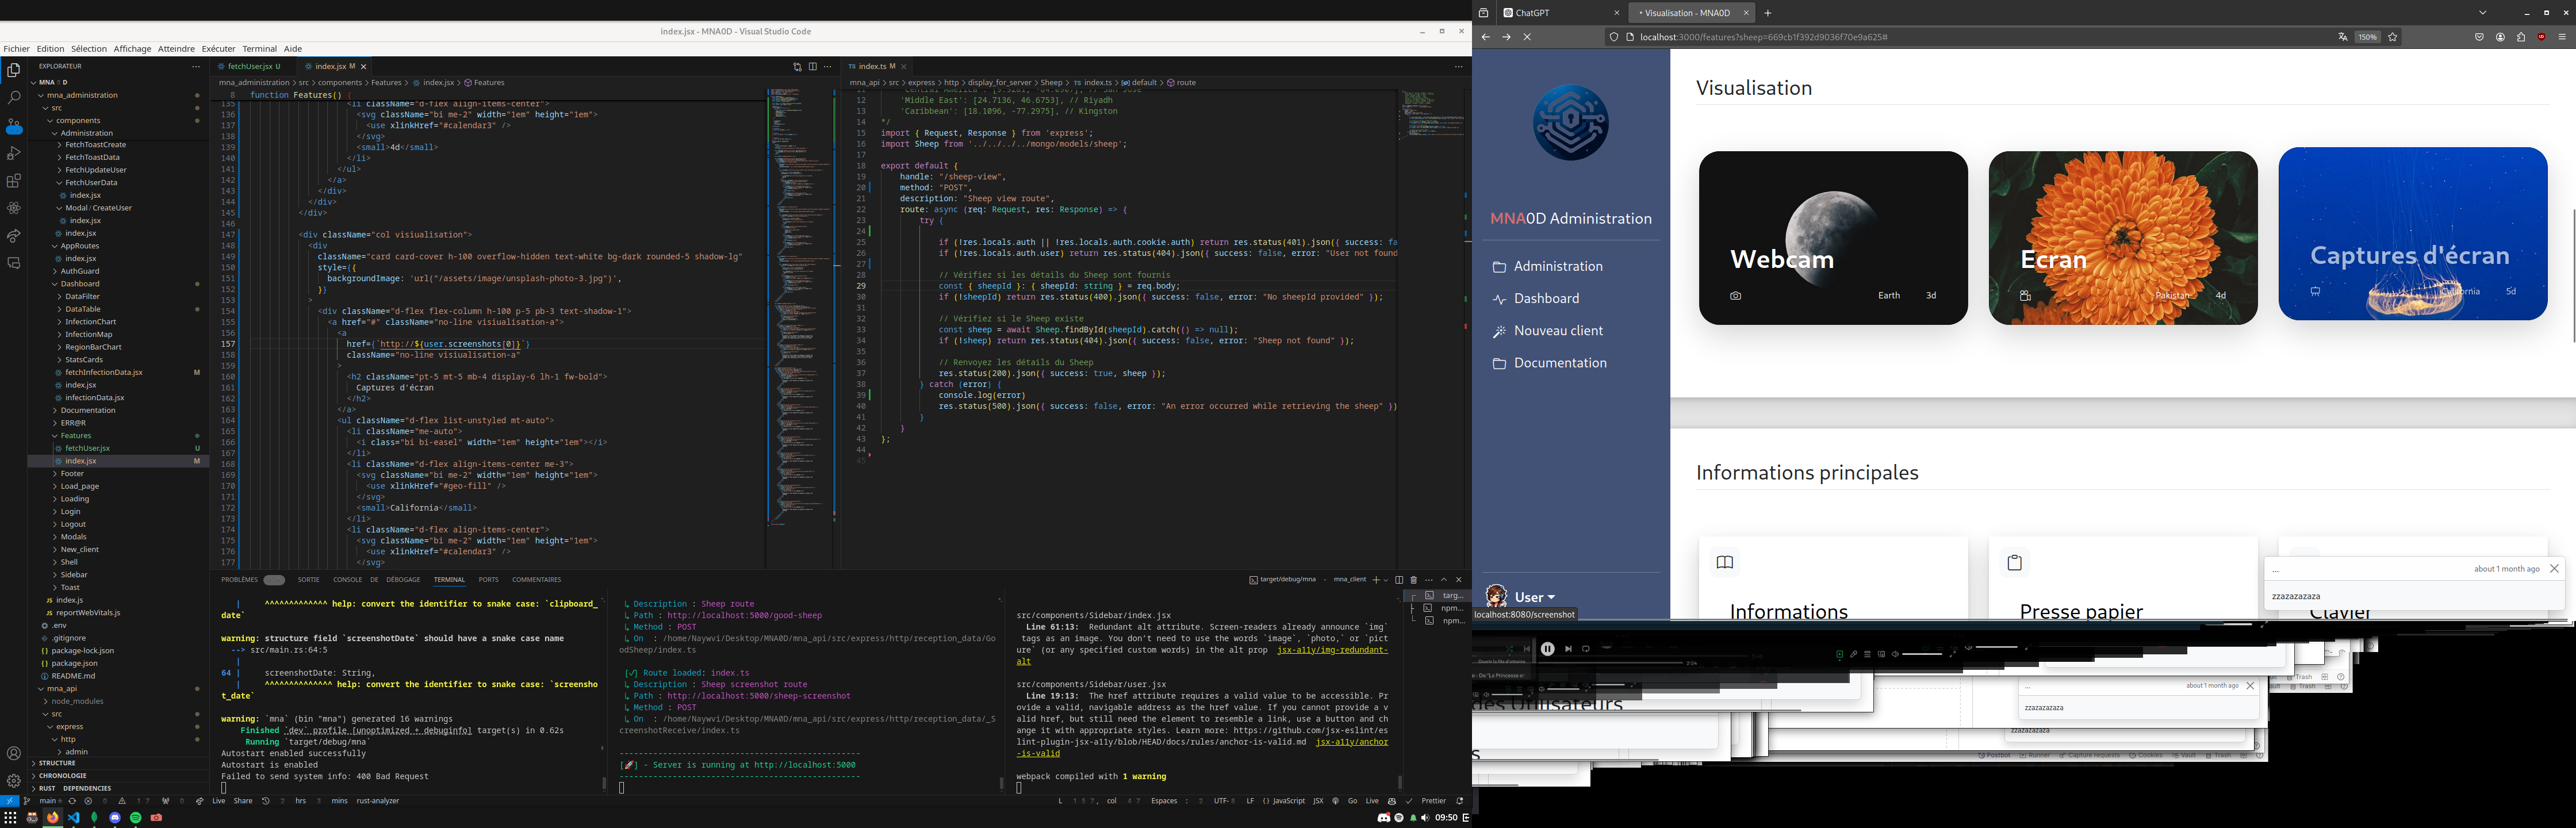 index.jsx - MNA0D - Visual Studio Code
Fichier Edition Sélection Affichage Atteindre Exécuter Terminal Aide
EXPLORATEUR
mna_administration
src
components
Administration
FetchToastCreate
FetchToastData
FetchUpdateUser
FetchUserData
index.jsx
Modal / CreateUser
index.jsx
index.jsx
AppRoutes
index.jsx
AuthGuard
Dashboard
DataFilter
DataTable
InfectionChart
InfectionMap
RegionBarChart
StatsCards
fetchInfectionData.jsx M
index.jsx
infectionData.jsx
Documentation
ERR@R
Features
fetchUser.jsx U
index.jsx M
Footer
Load_page
Loading
Login
Logout
Modals
New_client
Shell
Sidebar
Toast
index.js
reportWebVitals.js
.env
.gitignore
package-lock.json
package.json
README.md
mna_api
node_modules
src
express
http
admin
STRUCTURE
CHRONOLOGIE
RUST DEPENDENCIES
fetchUser.jsx U index.jsx M
mna_administration > src > components > Features > index.jsx > Features
8 function Features() {
135 <li className="d-flex align-items-center">
136 <svg className="bi me-2" width="1em" height="1em">
137 <use xlinkHref="#calendar3" />
138 </svg>
139 <small>4d</small>
140 </li>
141 </ul>
142 </a>
143 </div>
144 </div>
145 </div>
146
147 <div className="col visiualisation">
148 <div
149 className="card card-cover h-100 overflow-hidden text-white bg-dark rounded-5 shadow-lg"
150 style={{
151 backgroundImage: 'url("/assets/image/unsplash-photo-3.jpg")',
152 }}
153 >
154 <div className="d-flex flex-column h-100 p-5 pb-3 text-shadow-1">
155 <a href="#" className="no-line visiualisation-a">
156 <a
157 href={`http://${user.screenshots[0]}`}
158 className="no-line visiualisation-a"
159 >
160 <h2 className="pt-5 mt-5 mb-4 display-6 lh-1 fw-bold">
161 Captures d'écran
162 </h2>
163 </a>
164 <ul className="d-flex list-unstyled mt-auto">
165 <li className="me-auto">
166 <i class="bi bi-easel" width="1em" height="1em"></i>
167 </li>
168 <li className="d-flex align-items-center me-3">
169 <svg className="bi me-2" width="1em" height="1em">
170 <use xlinkHref="#geo-fill" />
171 </svg>
172 <small>California</small>
173 </li>
174 <li className="d-flex align-items-center">
175 <svg className="bi me-2" width="1em" height="1em">
176 <use xlinkHref="#calendar3" />
177 </svg>
index.ts M
mna_api > src > express > http > display_for_server > Sheep > index.ts > default > route
12 'Middle East': [24.7136, 46.6753], // Riyadh
13 'Caribbean': [18.1096, -77.2975], // Kingston
14 */
15 import { Request, Response } from 'express';
16 import Sheep from '../../../../mongo/models/sheep';
17
18 export default {
19 handle: "/sheep-view",
20 method: "POST",
21 description: "Sheep view route",
22 route: async (req: Request, res: Response) => {
23 try {
24
25 if (!res.locals.auth || !res.locals.auth.cookie.auth) return res.status(401).json({ success: fa
26 if (!res.locals.auth.user) return res.status(404).json({ success: false, error: "User not found
27
28 // Vérifiez si les détails du Sheep sont fournis
29 const { sheepId }: { sheepId: string } = req.body;
30 if (!sheepId) return res.status(400).json({ success: false, error: "No sheepId provided" });
31
32 // Vérifiez si le Sheep existe
33 const sheep = await Sheep.findById(sheepId).catch(() => null);
34 if (!sheep) return res.status(404).json({ success: false, error: "Sheep not found" });
35
36 // Renvoyez les détails du Sheep
37 res.status(200).json({ success: true, sheep });
38 } catch (error) {
39 console.log(error)
40 res.status(500).json({ success: false, error: "An error occurred while retrieving the sheep" })
41 }
42 }
43 };
44
45
PROBLÈMES SORTIE CONSOLE DE DÉBOGAGE TERMINAL PORTS COMMENTAIRES
target/debug/mna - mna_client
| ^^^^^^^^^^^^^ help: convert the identifier to snake case: `clipboard_
date`
warning: structure field `screenshotDate` should have a snake case name
--> src/main.rs:64:5
|
64 | screenshotDate: String,
| ^^^^^^^^^^^^^^ help: convert the identifier to snake case: `screensho
t_date`
warning: `mna` (bin "mna") generated 16 warnings
Finished `dev` profile [unoptimized + debuginfo] target(s) in 0.62s
Running `target/debug/mna`
Autostart enabled successfully
Autostart is enabled
Failed to send system info: 400 Bad Request
↳ Description : Sheep route
↳ Path : http://localhost:5000/good-sheep
↳ Method : POST
↳ On : /home/Naywvi/Desktop/MNA0D/mna_api/src/express/http/reception_data/Go
odSheep/index.ts
[✓] Route loaded: index.ts
↳ Description : Sheep screenshot route
↳ Path : http://localhost:5000/sheep-screenshot
↳ Method : POST
↳ On : /home/Naywvi/Desktop/MNA0D/mna_api/src/express/http/reception_data/_S
creenshotReceive/index.ts
[🚀] - Server is running at http://localhost:5000
src/components/Sidebar/index.jsx
Line 61:13: Redundant alt attribute. Screen-readers already announce `img`
tags as an image. You don't need to use the words `image`, `photo,` or `pict
ure` (or any specified custom words) in the alt prop jsx-a11y/img-redundant-
alt
src/components/Sidebar/user.jsx
Line 19:13: The href attribute requires a valid value to be accessible. Pr
ovide a valid, navigable address as the href value. If you cannot provide a v
alid href, but still need the element to resemble a link, use a button and ch
ange it with appropriate styles. Learn more: https://github.com/jsx-eslint/es
lint-plugin-jsx-a11y/blob/HEAD/docs/rules/anchor-is-valid.md jsx-a11y/anchor
-is-valid
webpack compiled with 1 warning
targ...
npm...
npm...
main Live Share hrs mins rust-analyzer
Espaces : UTF- LF {} JavaScript JSX Go Live Prettier
09:50
ChatGPT
Visualisation - MNA0D
localhost:3000/features?sheep=669cb1f392d9036f70e9a625#
150%
MNA0D Administration
Administration
Dashboard
Nouveau client
Documentation
User
localhost:8080/screenshot
Visualisation
Webcam
Earth 3d
Ecran
Pakistan 4d
Captures d'écran
California 5d
Informations principales
Informations
Presse papier
Clavier
... about 1 month ago
zzazazazaza
2:04
des Utilisateurs
... about 1 month ago
zzazazazaza
Postbot Runner Capture requests Cookies Vault Trash